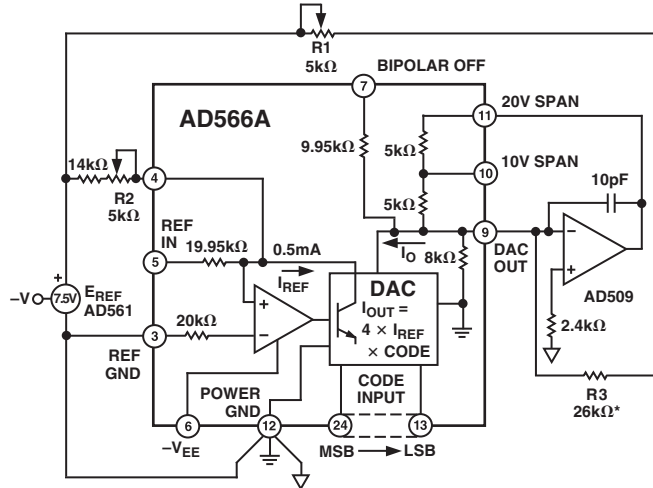 R1
5kΩ
BIPOLAR OFF
7
AD566A
11
20V SPAN
9.95kΩ
5kΩ
10
10V SPAN
14kΩ
R2
5kΩ
4
5kΩ
10pF
REF
IN
5
19.95kΩ
0.5mA
IREF
IO
8kΩ
9
DAC
OUT
–
+
AD509
2.4kΩ
+
–V
7.5V
EREF
AD561
+
–
DAC
IOUT =
4 × IREF
× CODE
3
20kΩ
REF
GND
R3
26kΩ*
POWER
GND
CODE
INPUT
6
–VEE
12
24
13
MSB
LSB